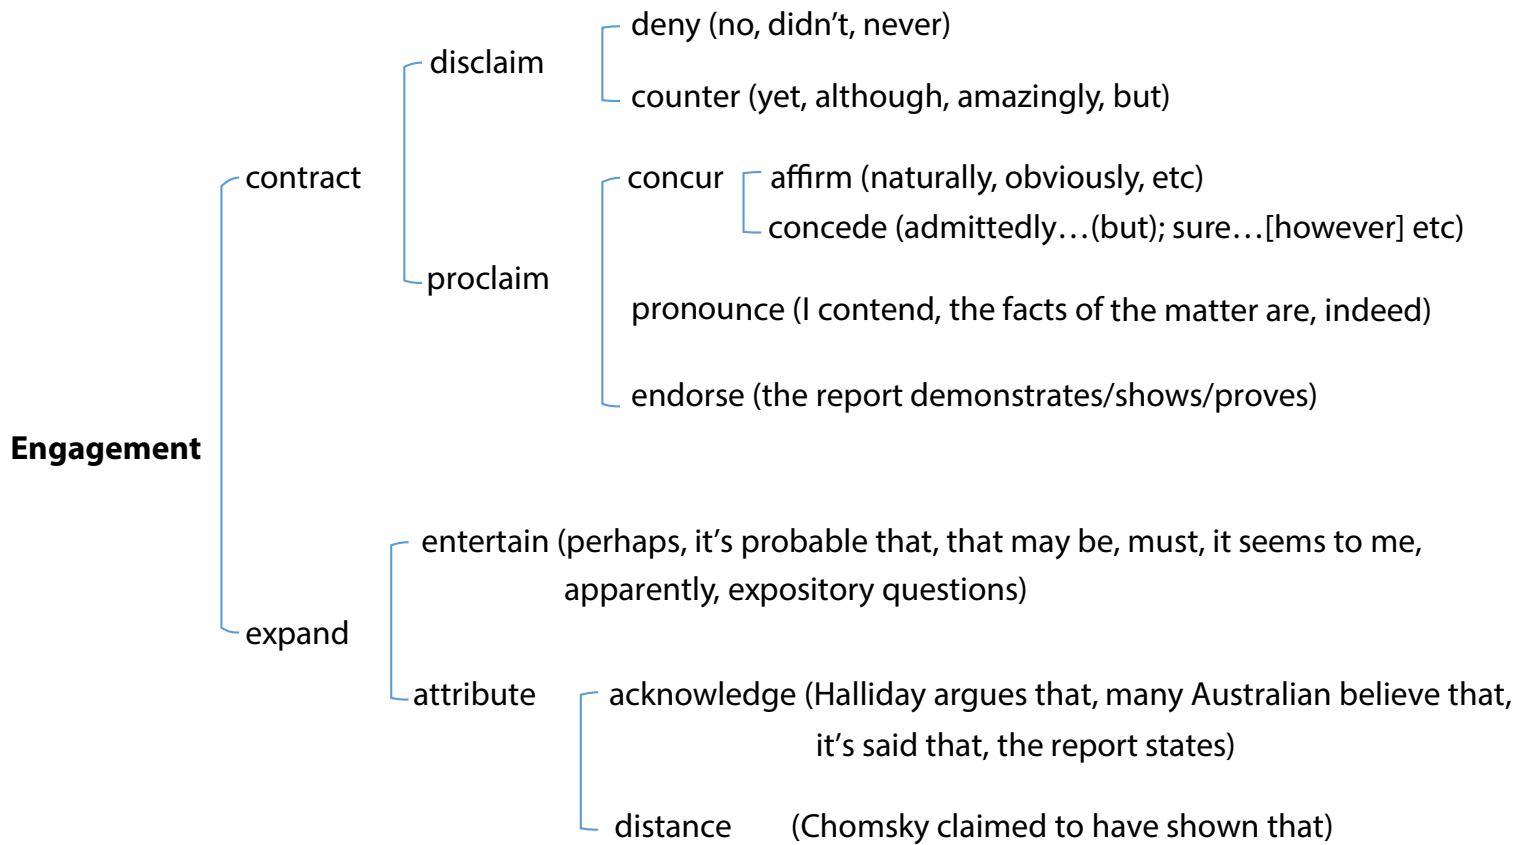 deny (no, didn’t, never)
disclaim
counter (yet, although, amazingly, but)
contract
concur
affirm (naturally, obviously, etc)
concede (admittedly…(but); sure…[however] etc)
proclaim
pronounce (I contend, the facts of the matter are, indeed)
endorse (the report demonstrates/shows/proves)
Engagement
entertain (perhaps, it’s probable that, that may be, must, it seems to me,
apparently, expository questions)
expand
attribute
acknowledge (Halliday argues that, many Australian believe that,
it’s said that, the report states)
distance (Chomsky claimed to have shown that)